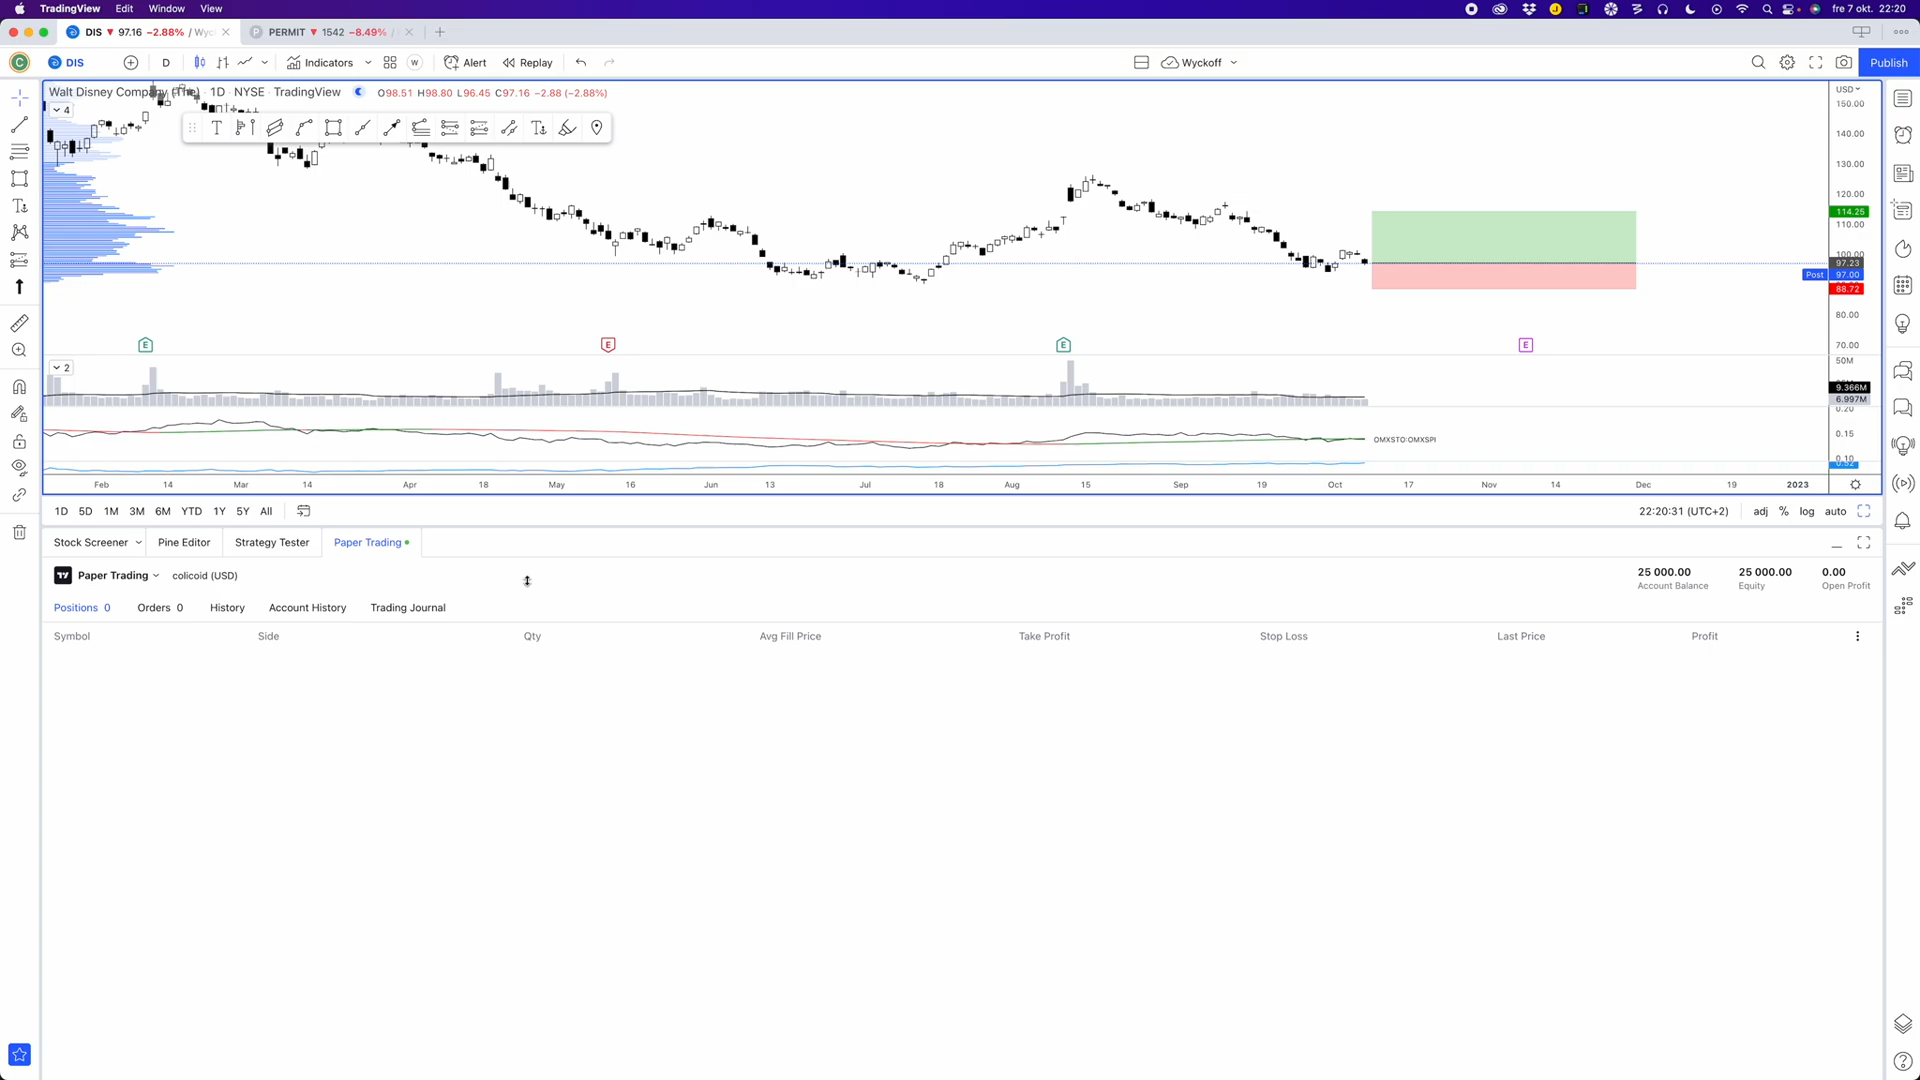 TradingView Edit Window View fre 7 okt. 22:20
DIS ▼ 97.16 −2.88% / Wyc PERMIT ▼ 1542 −8.49% /
DIS D Indicators W Alert Replay Wyckoff Publish
Walt Disney Company (The) · 1D · NYSE · TradingView O98.51 H98.80 L96.45 C97.16 −2.88 (−2.88%)
USD
4
150.00
140.00
130.00
120.00
114.25
110.00
100.00
97.23
Post 97.00
88.72
80.00
70.00
E E E E
2
50M
9.366M
6.997M
0.20
0.15
OMXSTO:OMXSPI
0.10
0.52
Feb 14 Mar 14 Apr 18 May 16 Jun 13 Jul 18 Aug 15 Sep 19 Oct 17 Nov 14 Dec 19 2023
1D 5D 1M 3M 6M YTD 1Y 5Y All 22:20:31 (UTC+2) adj % log auto
Stock Screener Pine Editor Strategy Tester Paper Trading
Paper Trading colicoid (USD) 25 000.00 25 000.00 0.00
Account Balance Equity Open Profit
Positions 0 Orders 0 History Account History Trading Journal
Symbol Side Qty Avg Fill Price Take Profit Stop Loss Last Price Profit